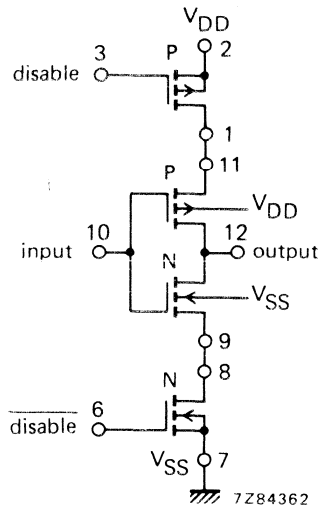 VDD
P
2
3
disable
1
11
P
VDD
10
12
input
output
N
VSS
9
8
N
6
disable
VSS
7
7Z84362